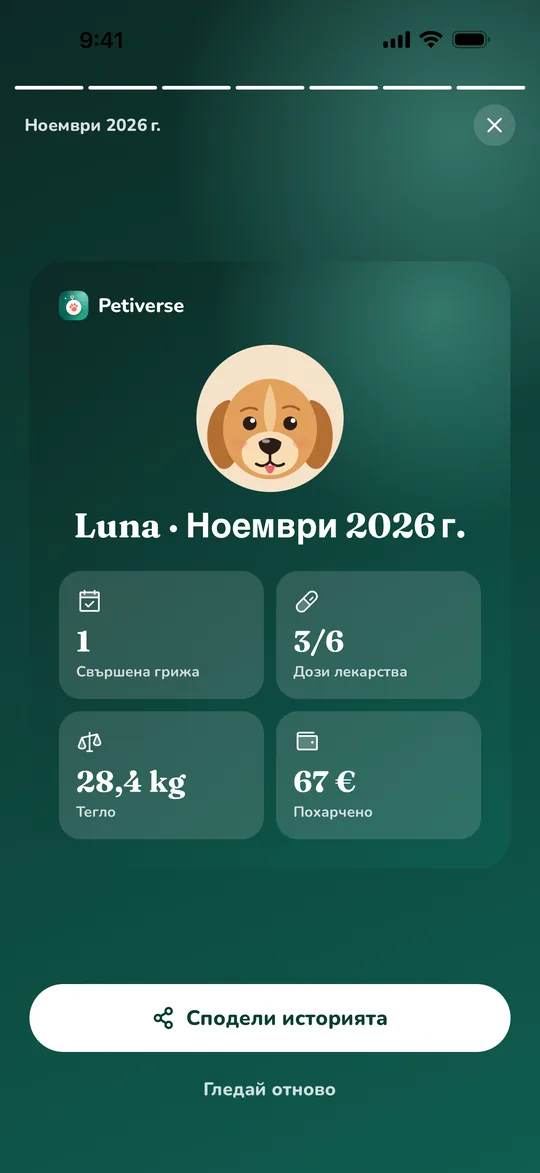 9:41
Ноември 2026 г.
Petiverse
Luna • Ноември 2026 г.
1
Свършена грижа
3/6
Дози лекарства
28,4 kg
Тегло
67 €
Похарчено
Сподели историята
Гледай отново